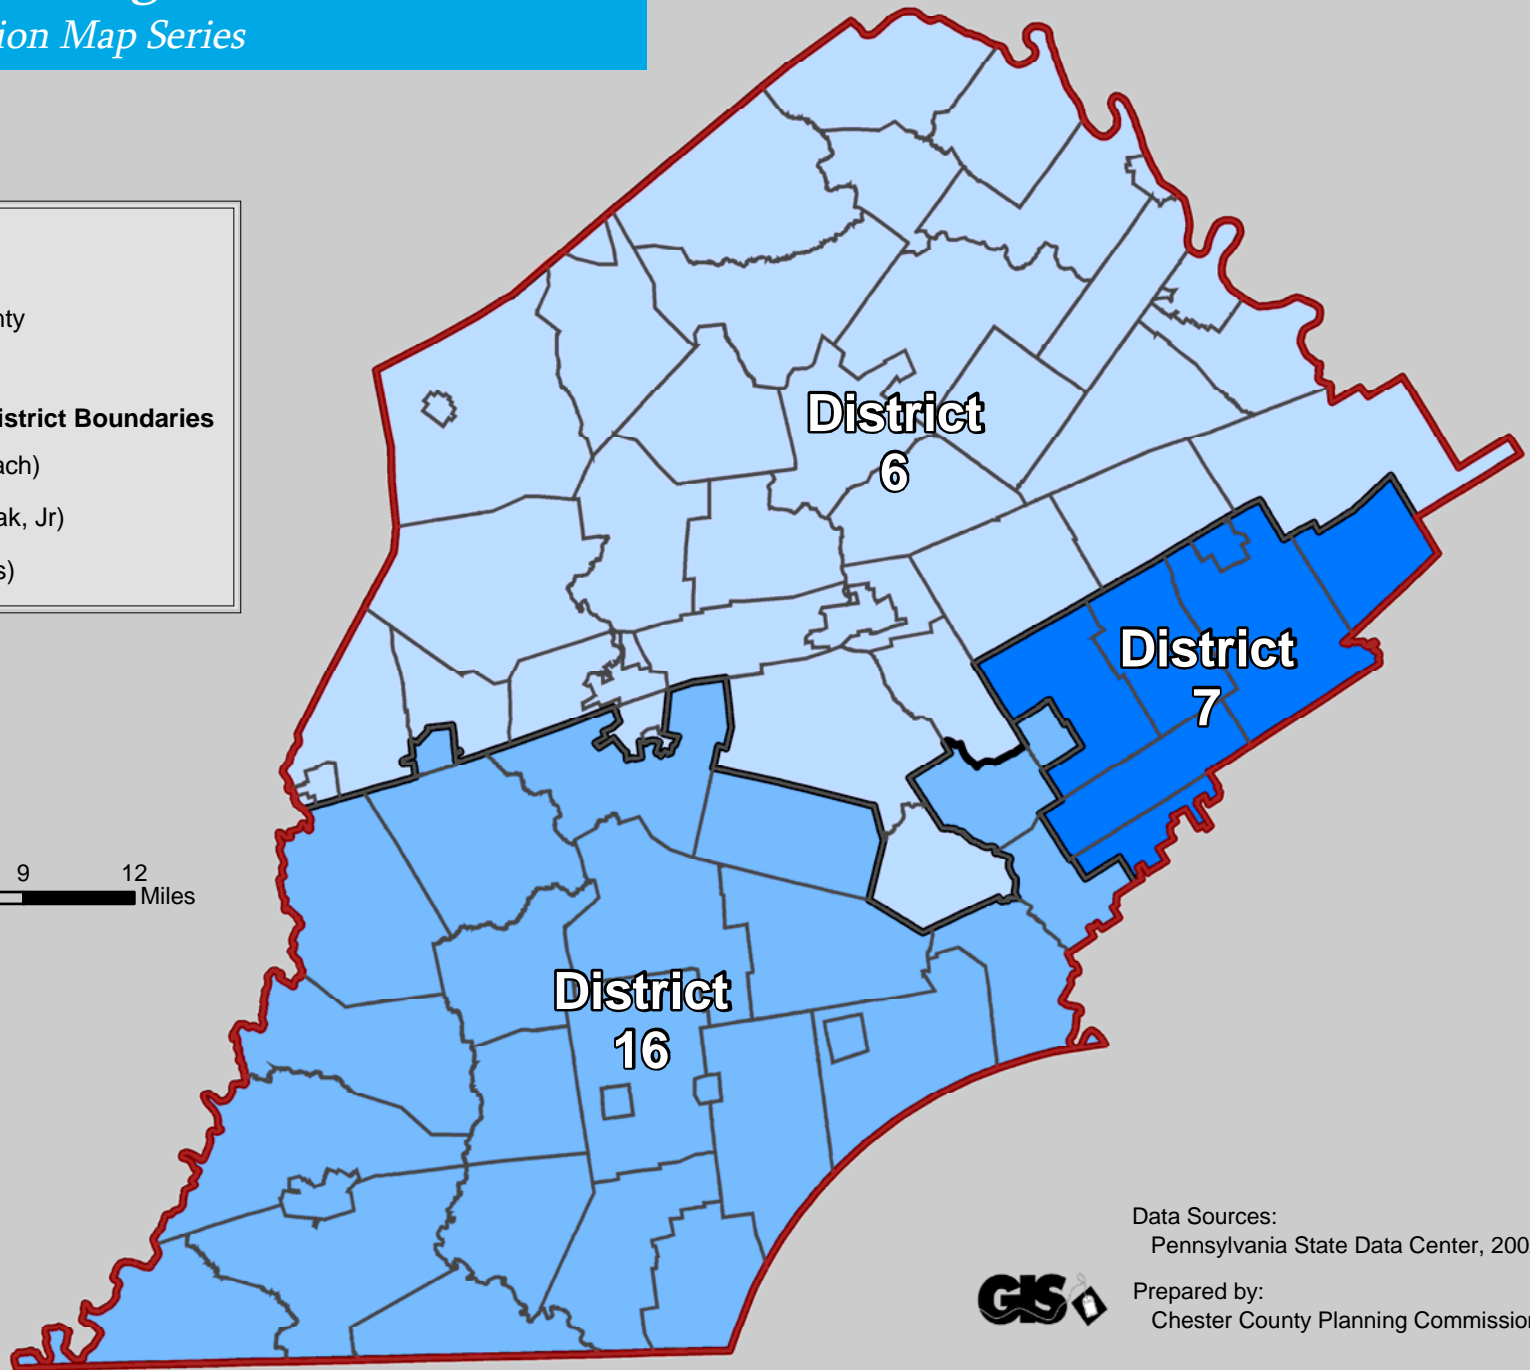 ion Map Series
nty
istrict Boundaries
ach)
ak, Jr)
s)
9 12
Miles
District
6
District
7
District
16
Data Sources:
Pennsylvania State Data Center, 200
GIS
Prepared by:
Chester County Planning Commission